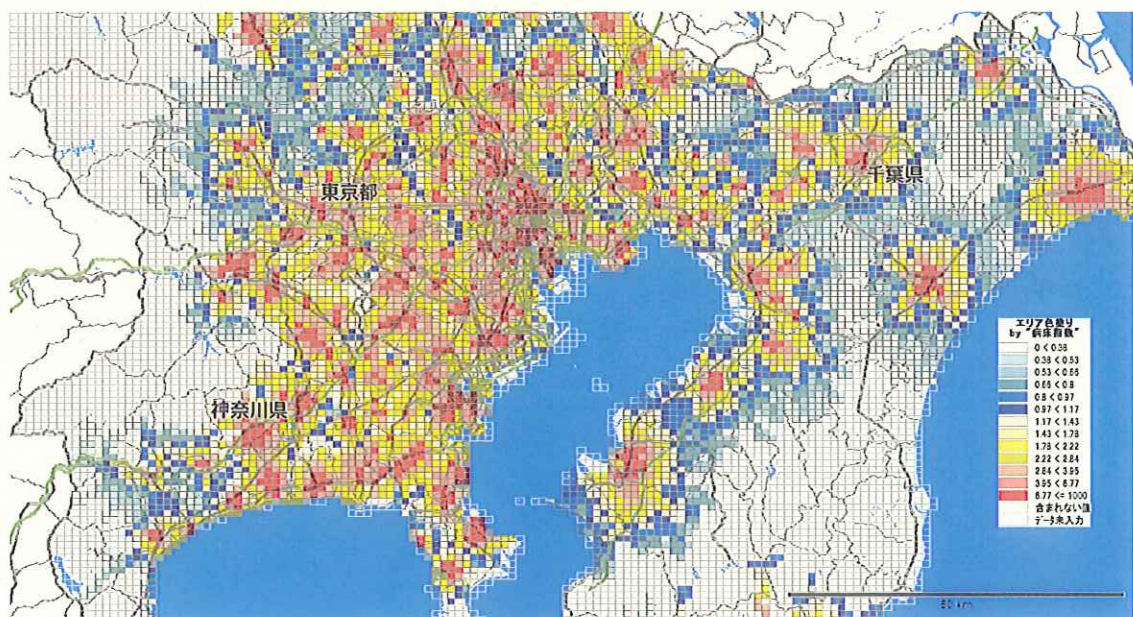 東京都
千葉県
神奈川県
エリア色塗り
by "病床指数"
0 < 0.38
0.38 < 0.53
0.53 < 0.66
0.66 < 0.8
0.8 < 0.97
0.97 < 1.17
1.17 < 1.43
1.43 < 1.78
1.78 < 2.22
2.22 < 2.84
2.84 < 3.95
3.95 < 6.77
6.77 <= 1000
含まれない値
データ未入力
50 km